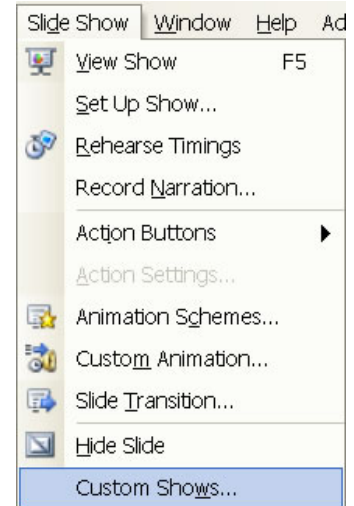 Slide Show Window Help Ad
View Show F5
Set Up Show...
Rehearse Timings
Record Narration...
Action Buttons
Action Settings...
Animation Schemes...
Custom Animation...
Slide Transition...
Hide Slide
Custom Shows...